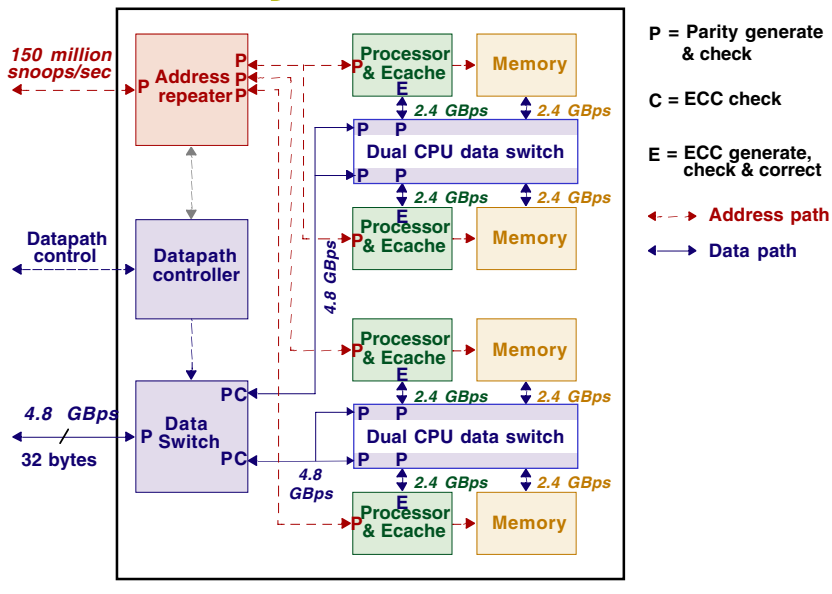 150 million
snoops/sec
P
Address
repeater
P
P
P
P
Processor
& Ecache
E
Memory
2.4 GBps
2.4 GBps
P P
Dual CPU data switch
P P
2.4 GBps
2.4 GBps
E
P
Processor
& Ecache
Memory
4.8 GBps
Datapath
control
Datapath
controller
P
Processor
& Ecache
E
Memory
2.4 GBps
2.4 GBps
P P
Dual CPU data switch
P P
2.4 GBps
2.4 GBps
E
P
Processor
& Ecache
Memory
4.8 GBps
32 bytes
P
Data
Switch
PC
PC
4.8
GBps
P = Parity generate
& check
C = ECC check
E = ECC generate,
check & correct
Address path
Data path